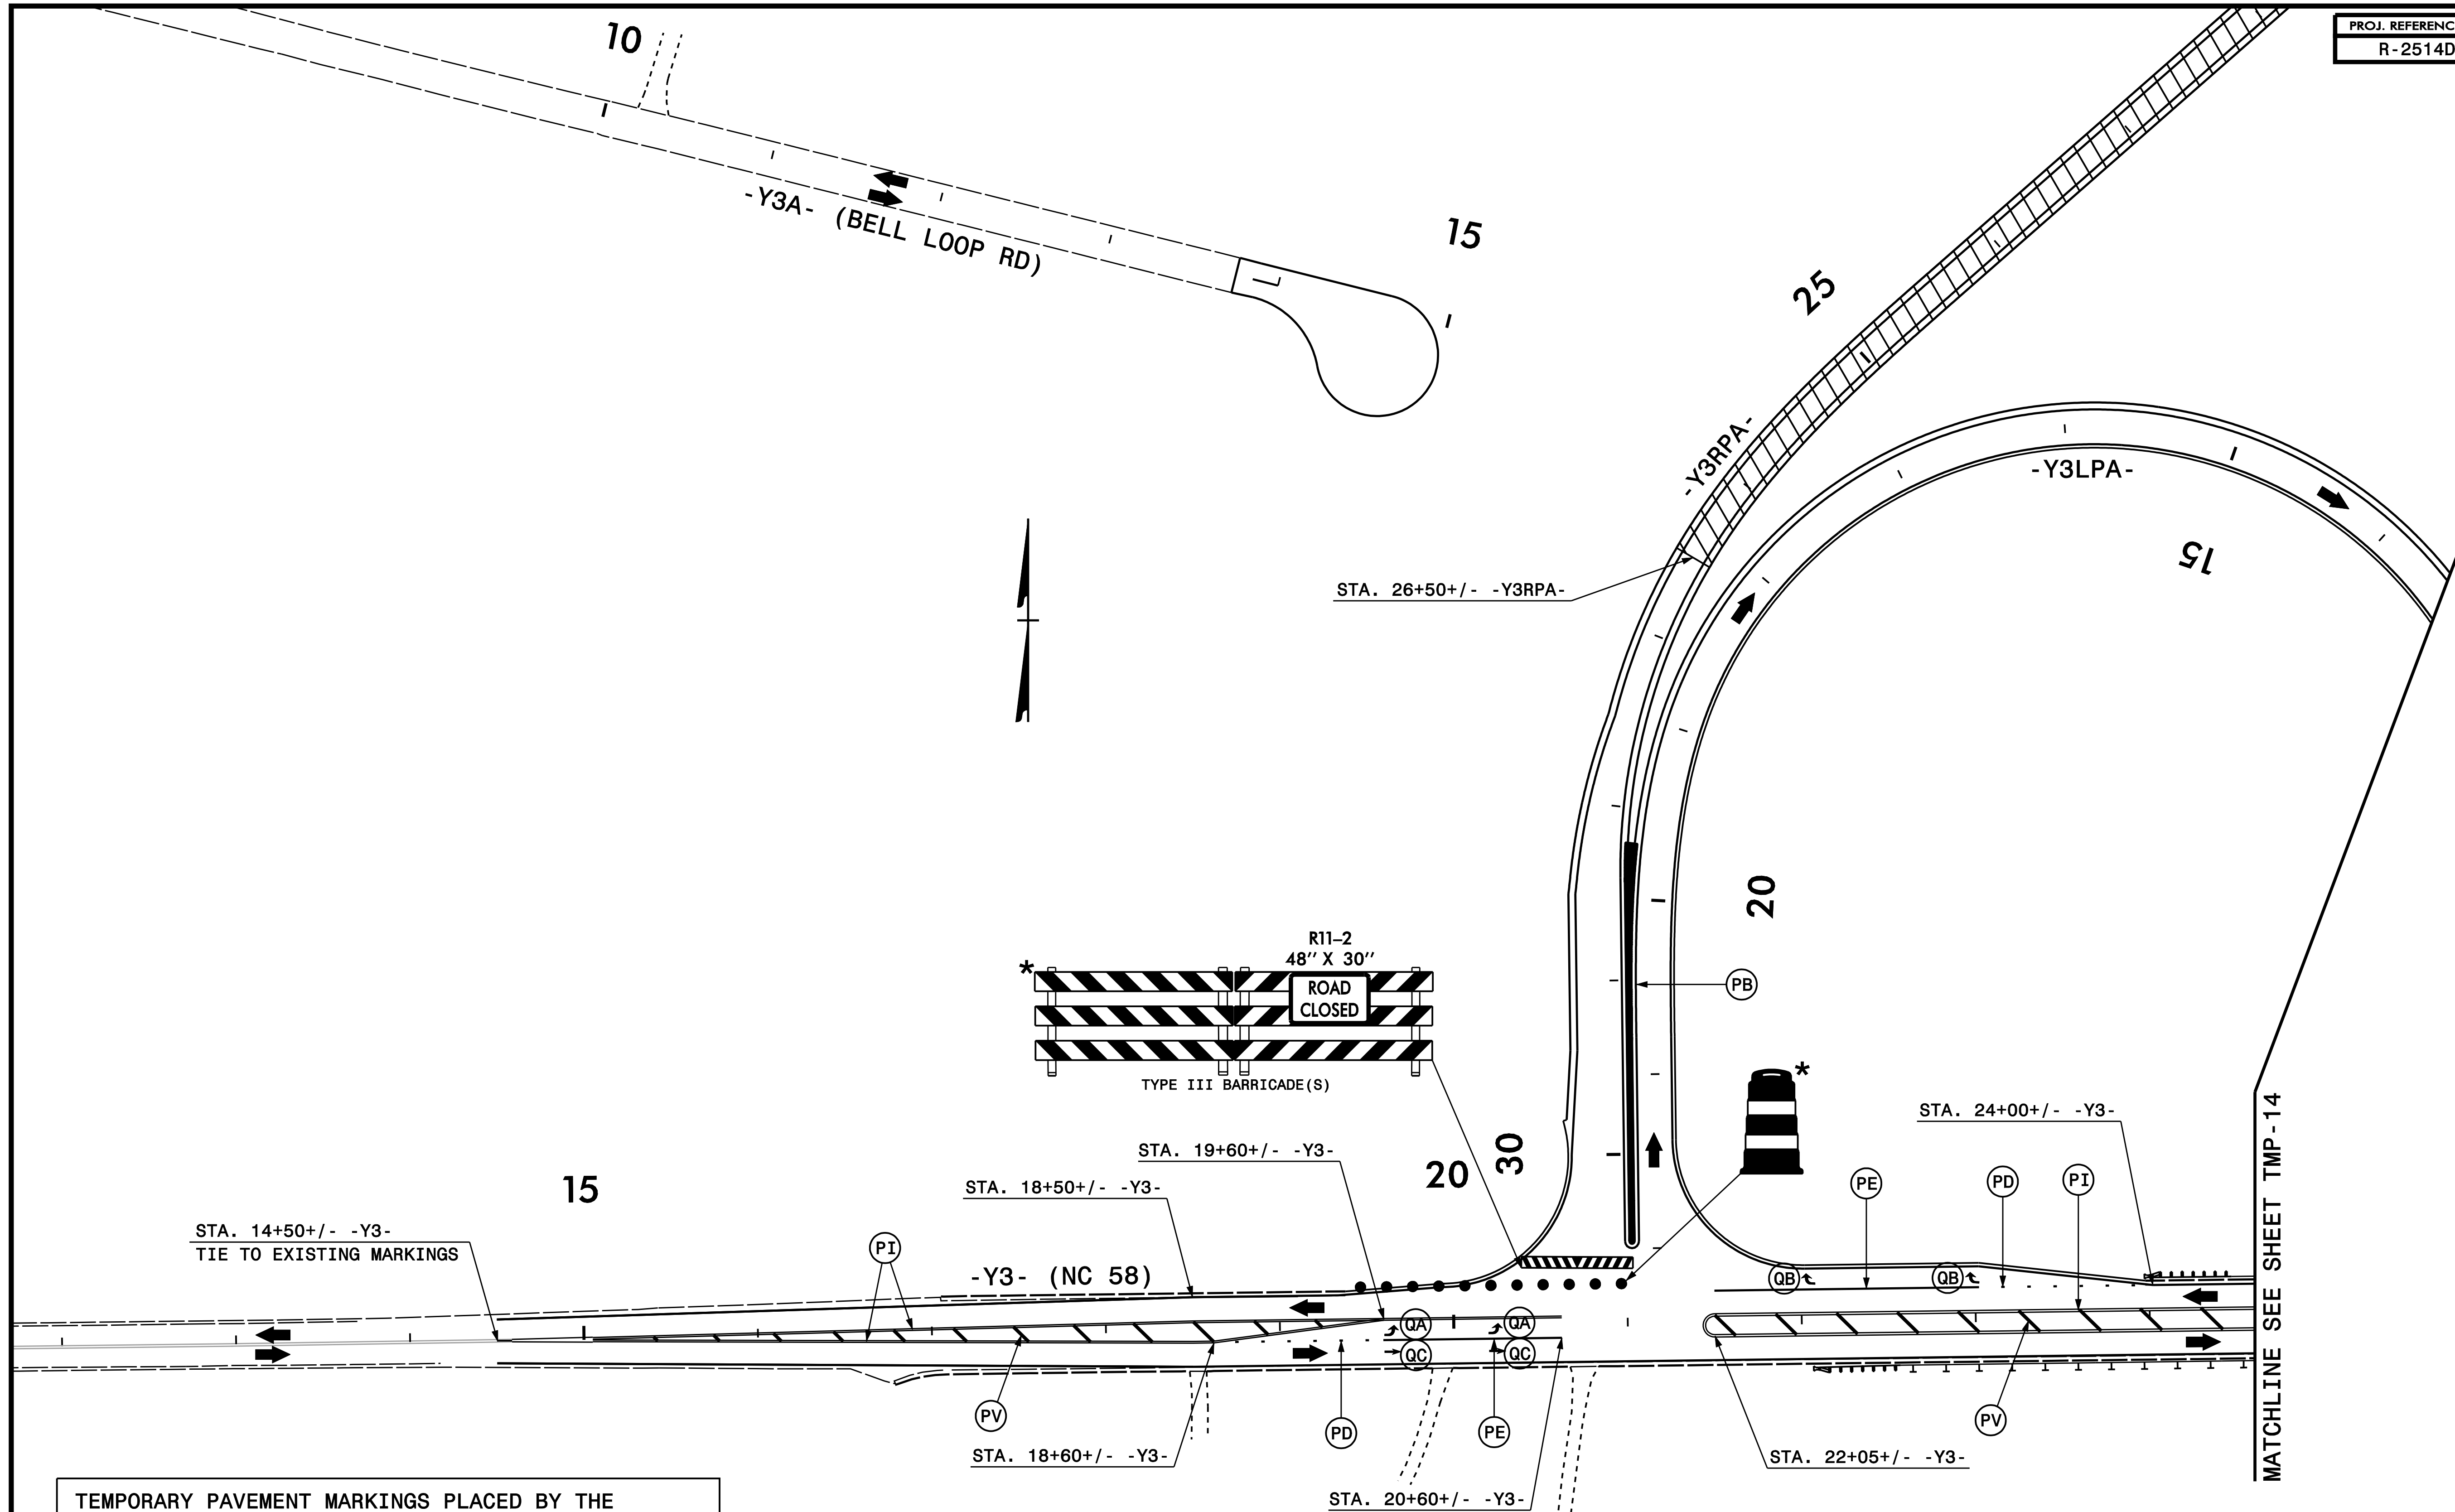 PROJ. REFERENC
R-2514D
10
-Y3A- (BELL LOOP RD)
15
25
-Y3RPA-
-Y3LPA-
15
STA. 26+50+/- -Y3RPA-
20
R11-2
48" X 30"
*
ROAD
CLOSED
TYPE III BARRICADE(S)
PB
*
STA. 24+00+/- -Y3-
MATCHLINE SEE SHEET TMP-14
STA. 19+60+/- -Y3-
20
30
15
STA. 18+50+/- -Y3-
PE
PD
PI
STA. 14+50+/- -Y3-
TIE TO EXISTING MARKINGS
PI
-Y3- (NC 58)
QB
QB
QA
QA
QC
QC
PV
PD
PE
PV
STA. 18+60+/- -Y3-
STA. 22+05+/- -Y3-
STA. 20+60+/- -Y3-
TEMPORARY PAVEMENT MARKINGS PLACED BY THE